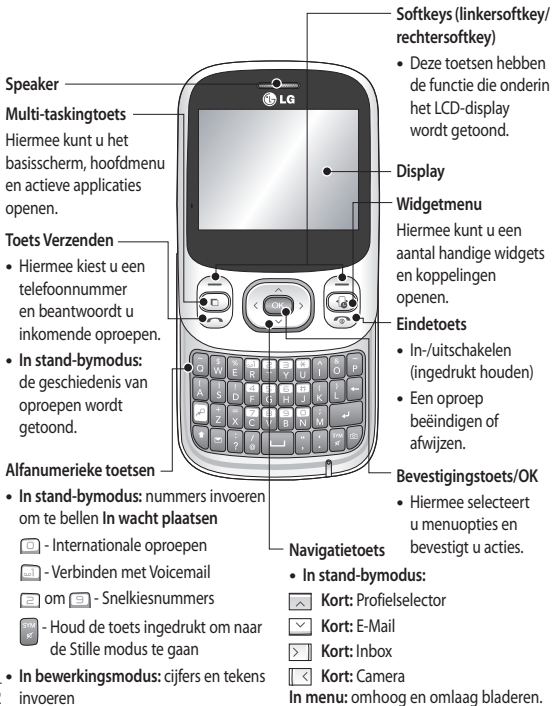 Speaker
Multi-taskingtoets
Hiermee kunt u het
basisscherm, hoofdmenu
en actieve applicaties
openen.
Toets Verzenden
• Hiermee kiest u een
telefoonnummer
en beantwoordt u
inkomende oproepen.
• In stand-bymodus:
de geschiedenis van
oproepen wordt
getoond.
Alfanumerieke toetsen
• In stand-bymodus: nummers invoeren
om te bellen In wacht plaatsen
- Internationale oproepen
- Verbinden met Voicemail
om - Snelkiesnummers
- Houd de toets ingedrukt om naar
de Stille modus te gaan
• In bewerkingsmodus: cijfers en tekens
invoeren
LG
OK
Softkeys (linkersoftkey/
rechtersoftkey)
• Deze toetsen hebben
de functie die onderin
het LCD-display
wordt getoond.
Display
Widgetmenu
Hiermee kunt u een
aantal handige widgets
en koppelingen
openen.
Eindetoets
• In-/uitschakelen
(ingedrukt houden)
• Een oproep
beëindigen of
afwijzen.
Bevestigingstoets/OK
• Hiermee selecteert
u menuopties en
bevestigt u acties.
Navigatietoets
• In stand-bymodus:
Kort: Profielselector
Kort: E-Mail
Kort: Inbox
Kort: Camera
In menu: omhoog en omlaag bladeren.